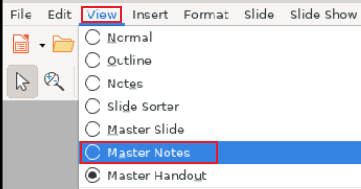 File Edit View Insert Format Slide Slide Show
Normal
Outline
Notes
Slide Sorter
Master Slide
Master Notes
Master Handout